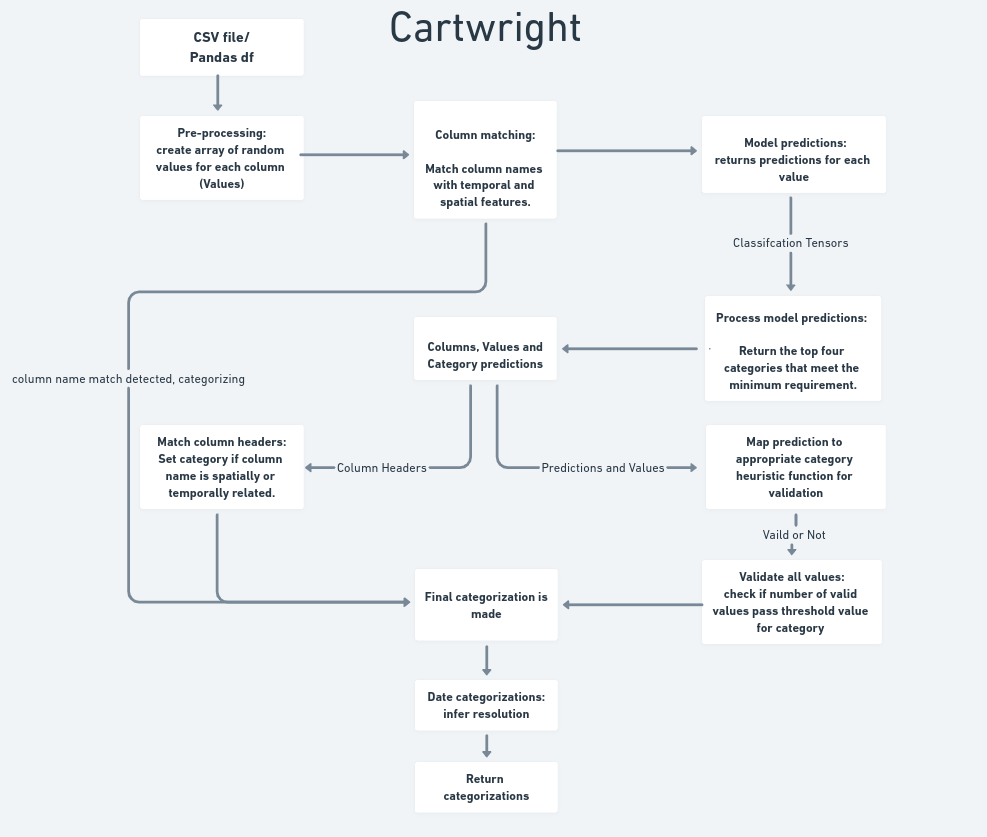 Cartwright
CSV file/
Pandas df
Pre-processing:
create array of random
values for each column
(Values)
Column matching:
Match column names
with temporal and
spatial features.
Model predictions:
returns predictions for each
value
Classifcation Tensors
Process model predictions:
Return the top four
categories that meet the
minimum requirement.
Columns, Values and
Category predictions
column name match detected, categorizing
Match column headers:
Set category if column
name is spatially or
temporally related.
Column Headers
Predictions and Values
Map prediction to
appropriate category
heuristic function for
validation
Vaild or Not
Validate all values:
check if number of valid
values pass threshold value
for category
Final categorization is
made
Date categorizations:
infer resolution
Return
categorizations